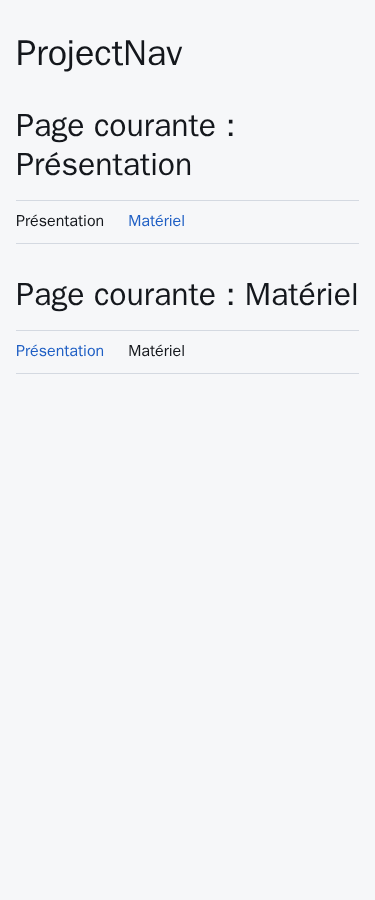 ProjectNav
Page courante :
Présentation
Présentation Matériel
Page courante : Matériel
Présentation Matériel